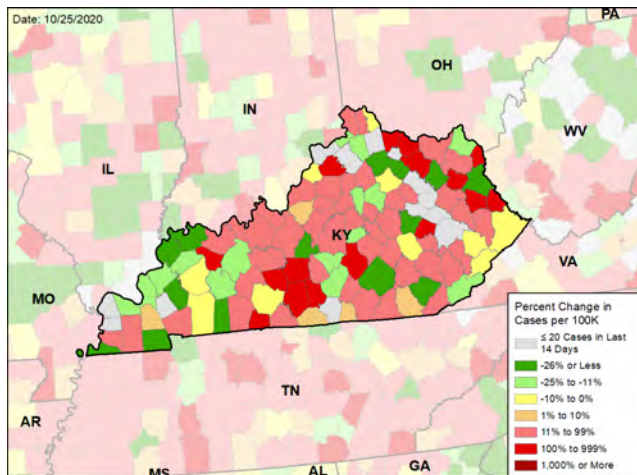 Date: 10/25/2020
PA
OH
IN
WV
IL
KY
VA
MO
TN
AR
MS
AL
GA
Percent Change in
Cases per 100K
≤ 20 Cases in Last
14 Days
-26% or Less
-25% to -11%
-10% to 0%
1% to 10%
11% to 99%
100% to 999%
1,000% or More